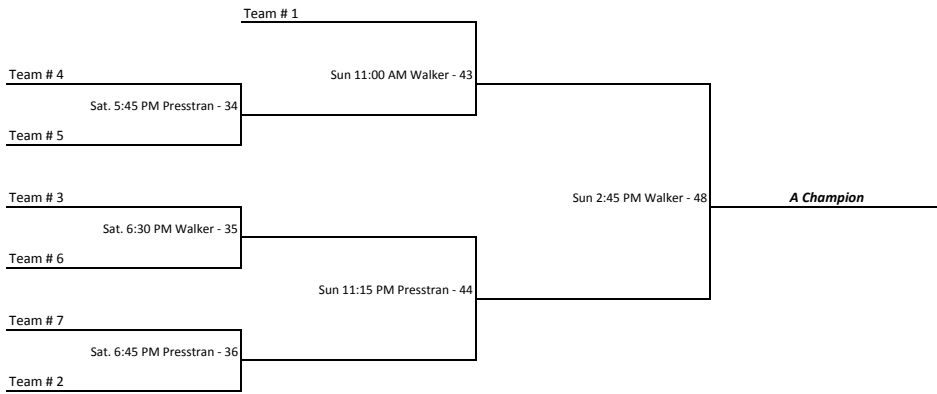 Team # 1
Team # 4
Sun 11:00 AM Walker - 43
Sat. 5:45 PM Presstran - 34
Team # 5
Team # 3
Sun 2:45 PM Walker - 48
A Champion
Sat. 6:30 PM Walker - 35
Team # 6
Sun 11:15 PM Presstran - 44
Team # 7
Sat. 6:45 PM Presstran - 36
Team # 2